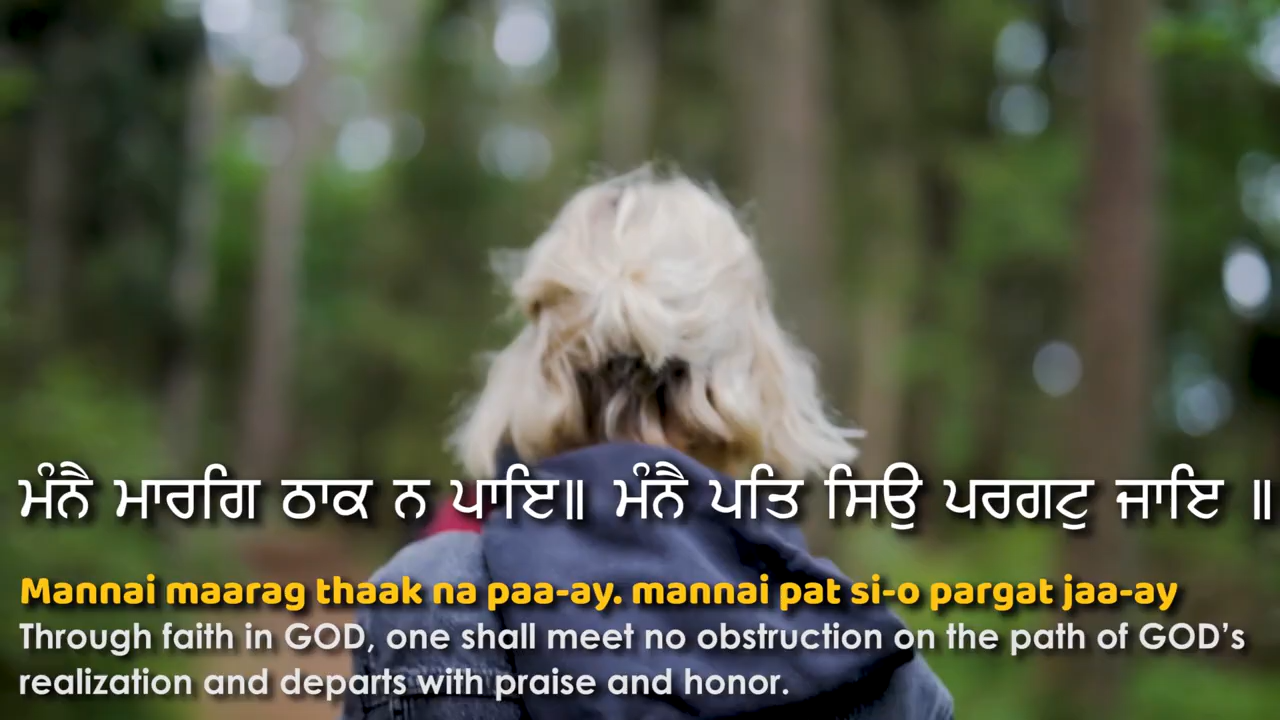 ਮੰਨੈ ਮਾਰਗਿ ਠਾਕ ਨ ਪਾਇ॥ ਮੰਨੈ ਪਤਿ ਸਿਉ ਪਰਗਟੁ ਜਾਇ ॥
Mannai maarag thaak na paa-ay. mannai pat si-o pargat jaa-ay
Through faith in GOD, one shall meet no obstruction on the path of GOD’s
realization and departs with praise and honor.